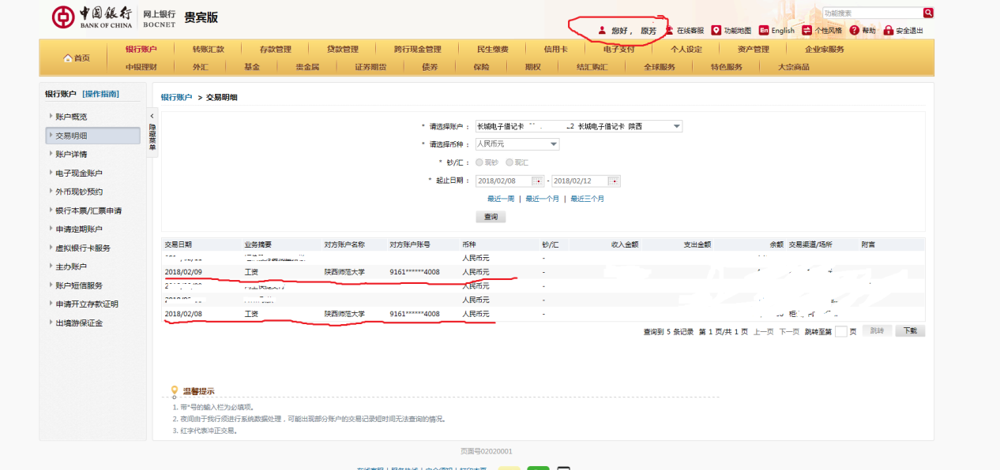 中国银行 BANK OF CHINA 网上银行 BOCNET 贵宾版
功能搜索
您好， 原芳 在线客服 功能地图 En English 个性风格 帮助 安全退出
首页
银行账户 转账汇款 存款管理 贷款管理 跨行现金管理 民生缴费 信用卡 电子支付 个人设定 资产管理 企业家服务
中银理财 外汇 基金 贵金属 证券期货 债券 保险 期权 结汇购汇 全球服务 特色服务 大宗商品
银行账户 [操作指南]
账户概览
交易明细
账户详情
电子现金账户
外币现钞预约
银行本票/汇票申请
申请定期账户
虚拟银行卡服务
主办账户
账户短信服务
申请开立存款证明
出境游保证金
< 隐藏菜单
银行账户 > 交易明细
* 请选择账户： 长城电子借记卡 2 长城电子借记卡 陕西
* 请选择币种： 人民币元
* 钞/汇： 现钞 现汇
* 起止日期： 2018/02/08 - 2018/02/12
最近一周 | 最近一个月 | 最近三个月
查询
交易日期 业务摘要 对方账户名称 对方账户账号 币种 钞/汇 收入金额 支出金额 余额 交易渠道/场所 附言
人民币元 -
2018/02/09 工资 陕西师范大学 9161******4008 人民币元 -
人民币元 -
人民币元 -
2018/02/08 工资 陕西师范大学 9161******4008 人民币元 -
查询到 5 条记录 第 1 页/共 1 页 上一页 下一页 跳转至第 页 跳转 下载
温馨提示
1. 带*号的输入栏为必填项。
2. 夜间由于我行须进行系统数据处理，可能出现部分账户的交易记录短时间无法查询的情况。
3. 红字代表冲正交易。
页面号02020001